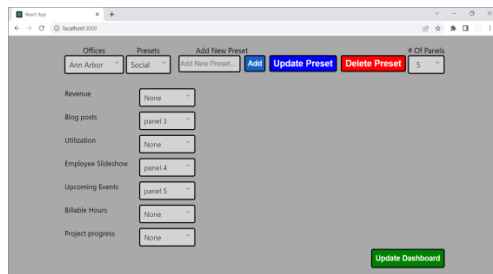 React App
localhost:3000
Offices Presets Add New Preset # Of Panels
Ann Arbor Social Add New Preset... Add Update Preset Delete Preset 5
Revenue None
Blog posts panel 3
Utilization None
Employee Slideshow panel 4
Upcoming Events panel 5
Billable Hours None
Project progress None
Update Dashboard